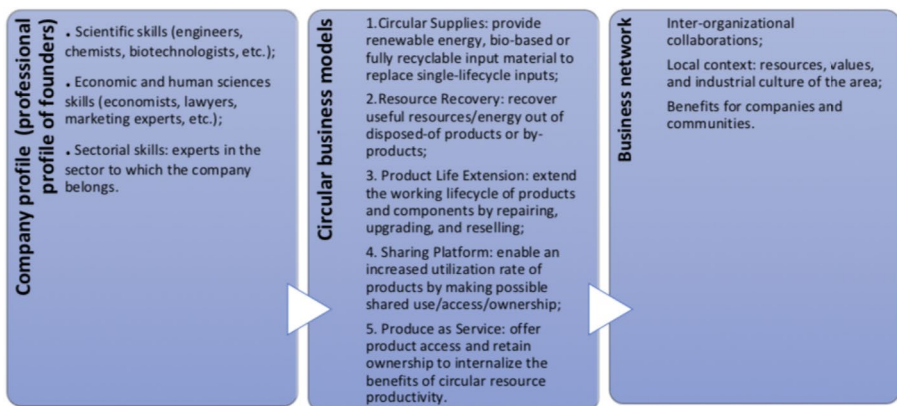 Company profile (professional
profile of founders)
. Scientific skills (engineers,
chemists, biotechnologists, etc.);
. Economic and human sciences
skills (economists, lawyers,
marketing experts, etc.);
. Sectorial skills: experts in the
sector to which the company
belongs.
Circular business models
1.Circular Supplies: provide
renewable energy, bio-based or
fully recyclable input material to
replace single-lifecycle inputs;
2.Resource Recovery: recover
useful resources/energy out of
disposed-of products or by-
products;
3. Product Life Extension: extend
the working lifecycle of products
and components by repairing,
upgrading, and reselling;
4. Sharing Platform: enable an
increased utilization rate of
products by making possible
shared use/access/ownership;
5. Produce as Service: offer
product access and retain
ownership to internalize the
benefits of circular resource
productivity.
Business network
Inter-organizational
collaborations;
Local context: resources, values,
and industrial culture of the area;
Benefits for companies and
communities.